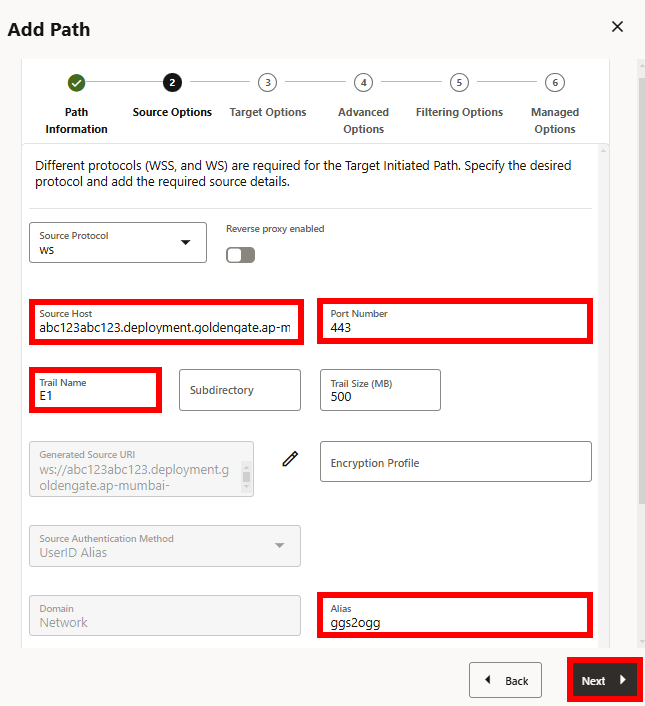 Add Path
2 3 4 5 6
Path Information
Source Options
Target Options
Advanced Options
Filtering Options
Managed Options
Different protocols (WSS, and WS) are required for the Target Initiated Path. Specify the desired
protocol and add the required source details.
Source Protocol
ws
Reverse proxy enabled
Source Host
abc123abc123.deployment.goldengate.ap-m
Port Number
443
Trail Name
E1
Subdirectory
Trail Size (MB)
500
Generated Source URI
ws://abc123abc123.deployment.g
oldengate.ap-mumbai-
Encryption Profile
Source Authentication Method
UserID Alias
Domain
Network
Alias
ggs2ogg
Back
Next